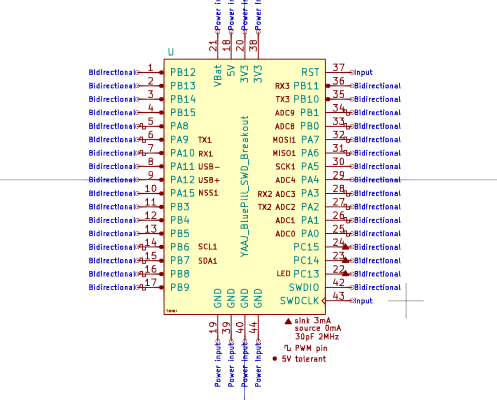 Power in Power in Power in Power in
21 18 20 38
U
VBat 5V 3V3 3V3
Bidirectional 1 PB12 RST 37 Input
Bidirectional 2 PB13 RX3 PB11 36 Bidirectional
Bidirectional 3 PB14 TX3 PB10 35 Bidirectional
Bidirectional 4 PB15 ADC9 PB1 34 Bidirectional
Bidirectional 5 PA8 ADC8 PB0 33 Bidirectional
Bidirectional 6 PA9 TX1 MOSI1 PA7 32 Bidirectional
Bidirectional 7 PA10 RX1 MISO1 PA6 31 Bidirectional
Bidirectional 8 PA11 USB- SCK1 PA5 30 Bidirectional
Bidirectional 9 PA12 USB+ ADC4 PA4 29 Bidirectional
Bidirectional 10 PA15 NSS1 RX2 ADC3 PA3 28 Bidirectional
Bidirectional 11 PB3 TX2 ADC2 PA2 27 Bidirectional
Bidirectional 12 PB4 ADC1 PA1 26 Bidirectional
Bidirectional 13 PB5 ADC0 PA0 25 Bidirectional
Bidirectional 14 PB6 SCL1 PC15 24 Bidirectional
Bidirectional 15 PB7 SDA1 PC14 23 Bidirectional
Bidirectional 16 PB8 LED PC13 22 Bidirectional
Bidirectional 17 PB9 SWDIO 42 Bidirectional
SWDCLK 43 Input
YAAJ_BluePill_SWD_Breakout
GND GND GND GND
19 39 40 44
Power input Power input Power input Power input
sink 3mA
source 0mA
30pF 2MHz
PWM pin
5V tolerant